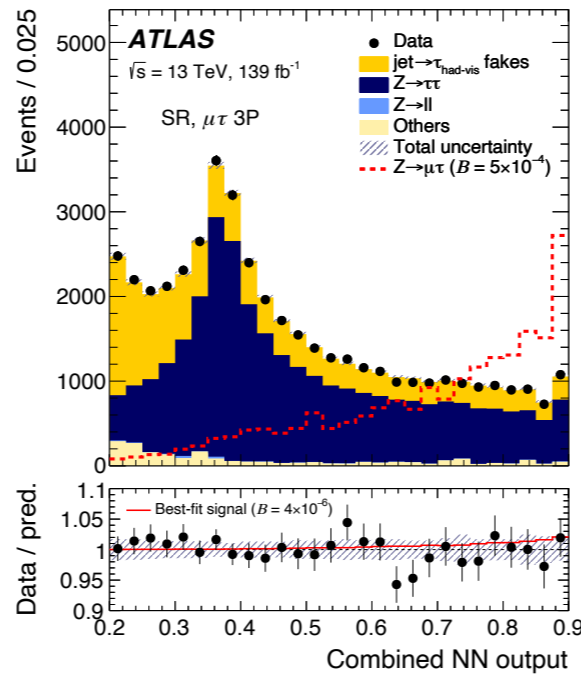 ATLAS
√s = 13 TeV, 139 fb⁻¹
SR, μτ 3P
Data
jet→τhad-vis fakes
Z→ττ
Z→ll
Others
Total uncertainty
Z→μτ (B = 5×10⁻⁴)
Events / 0.025
5000
4000
3000
2000
1000
0
Best-fit signal (B = 4×10⁻⁶)
Data / pred.
1.1
1.05
1
0.95
0.9
0.2 0.3 0.4 0.5 0.6 0.7 0.8 0.9
Combined NN output